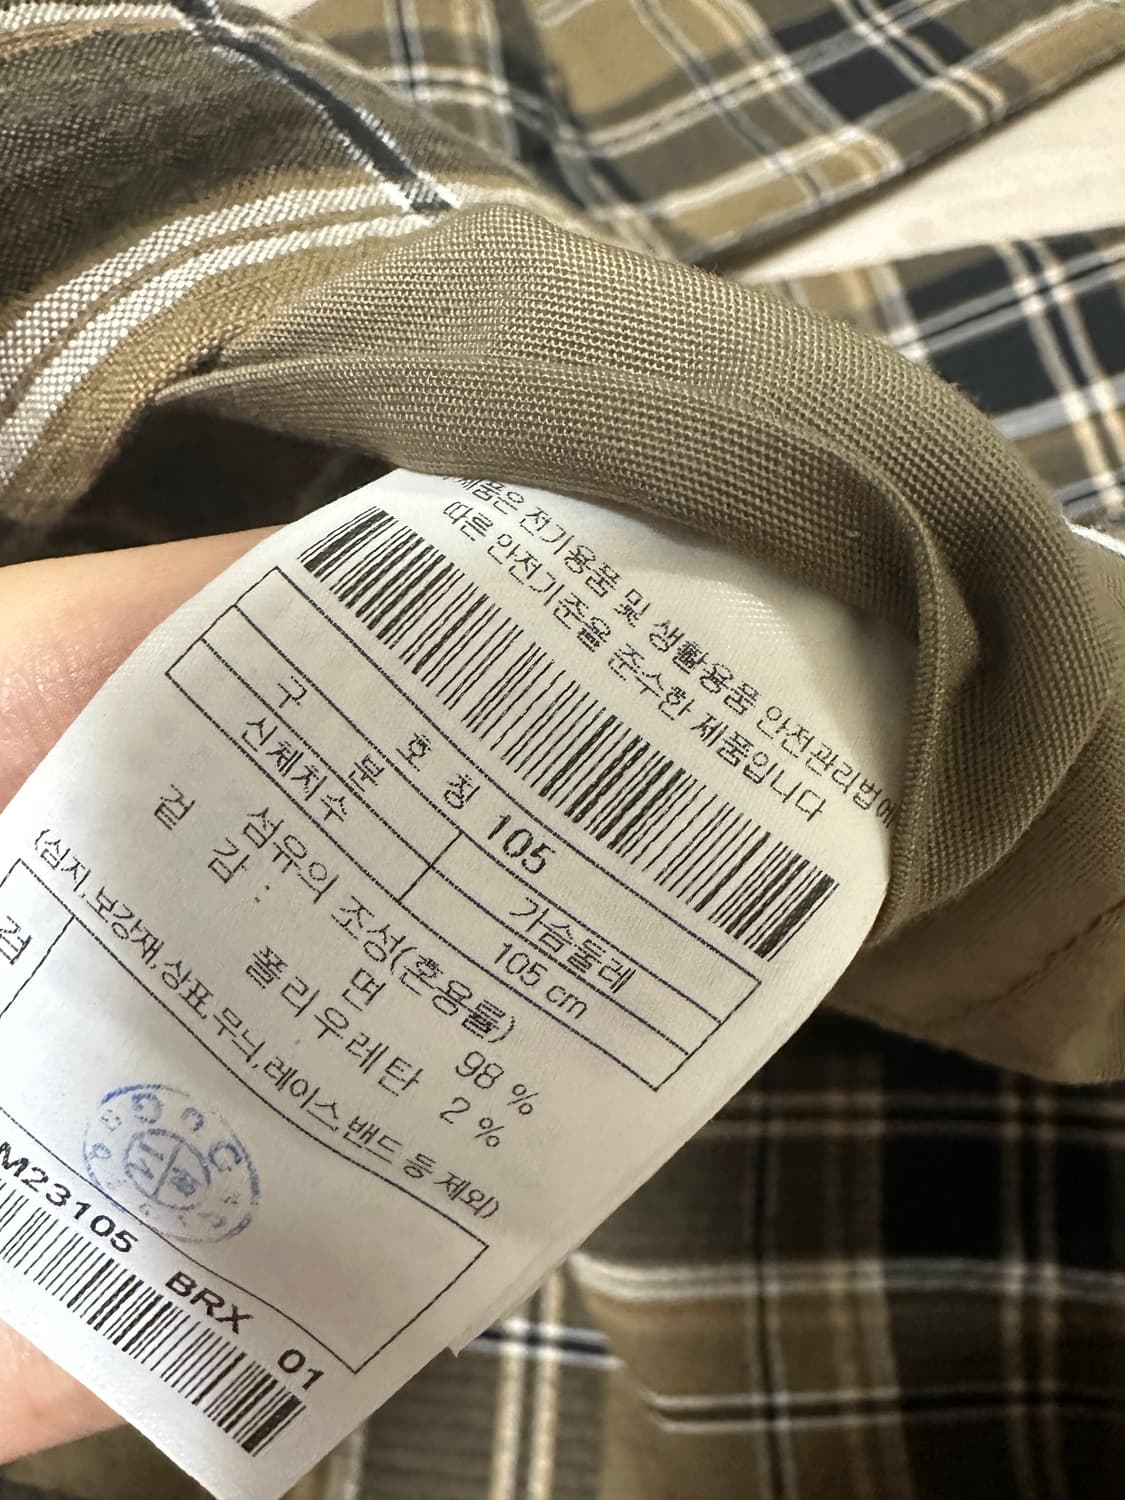 제품은 전기용품 및 생활용품 안전관리법에
따른 안전기준을 준수한 제품입니다
호 칭 105
구 분 가슴둘레
신체치수 105 cm
섬유의 조성(혼용률)
겉 감 : 면 98 %
폴리우레탄 2 %
(심지,보강재,상표,무늬,레이스,밴드 등 제외)
검
M23105 BRX 01